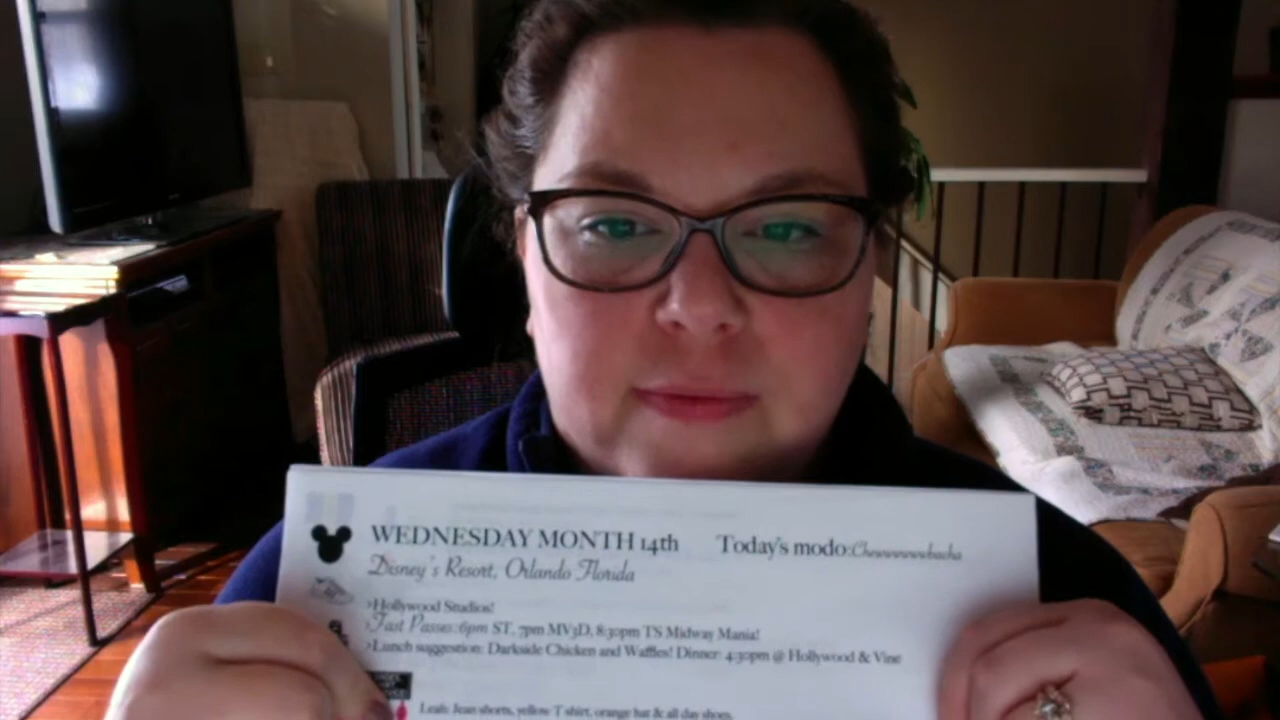 WEDNESDAY MONTH 14th Today's modo:Chewwwwwbacha
Disney's Resort, Orlando Florida
>Hollywood Studios!
>Fast Passes:6pm ST, 7pm MV3D, 8:30pm TS Midway Mania!
>Lunch suggestion: Darkside Chicken and Waffles! Dinner: 4:30pm @ Hollywood & Vine
Leah: Jean shorts, yellow T shirt, orange hat & all day shoes.